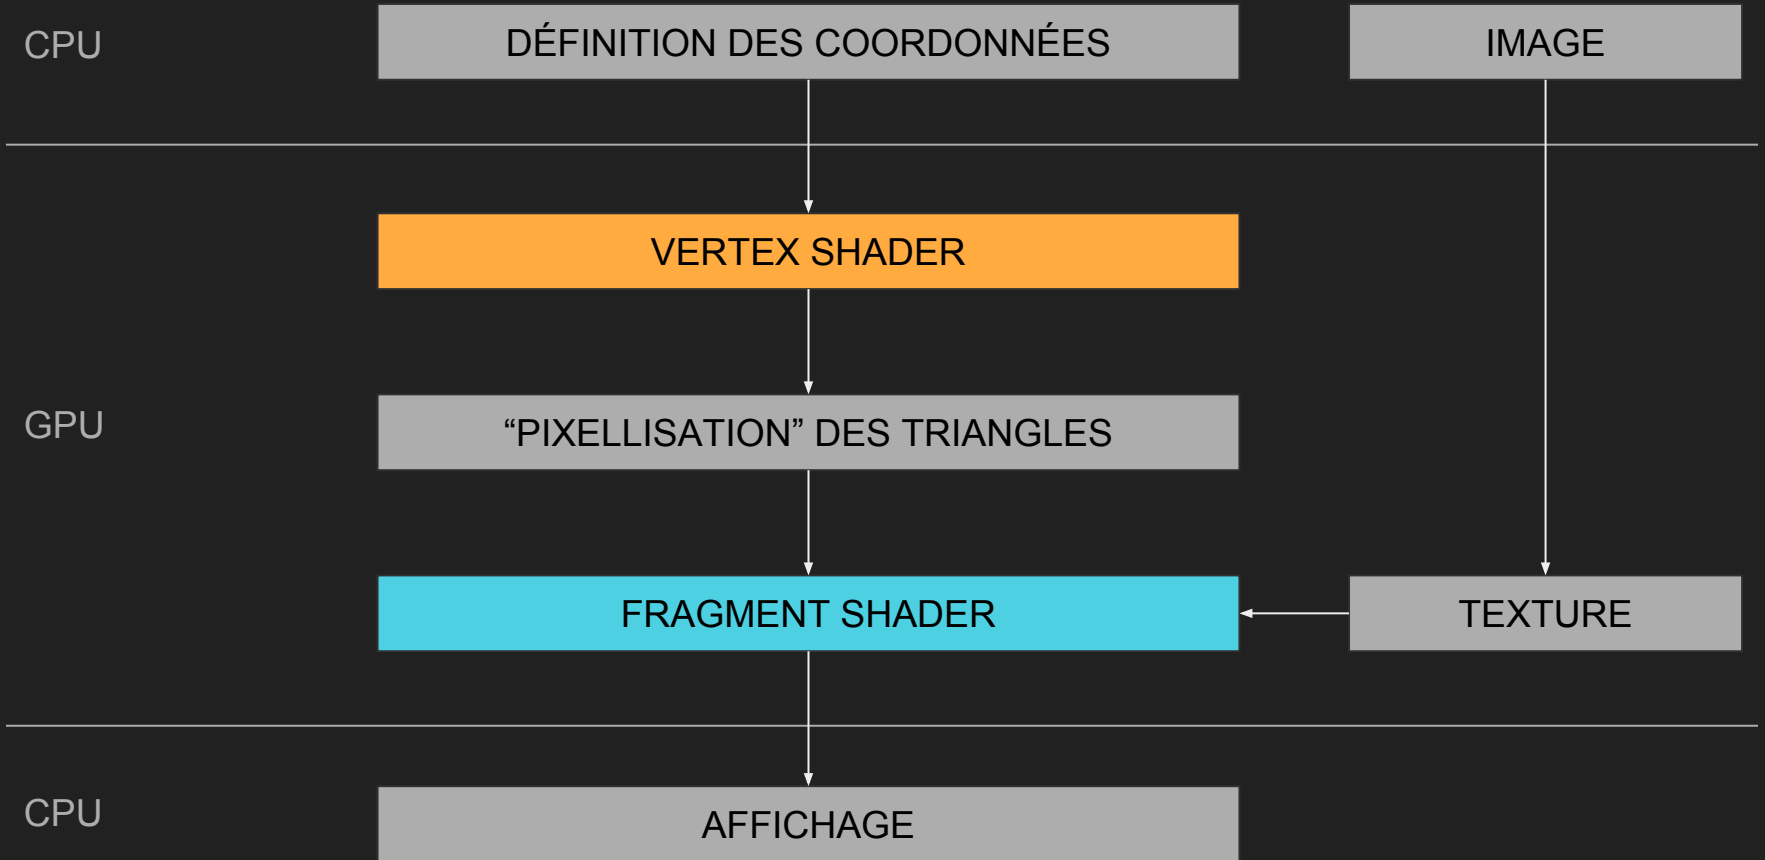 CPU
DÉFINITION DES COORDONNÉES
IMAGE
VERTEX SHADER
GPU
“PIXELLISATION” DES TRIANGLES
FRAGMENT SHADER
TEXTURE
CPU
AFFICHAGE